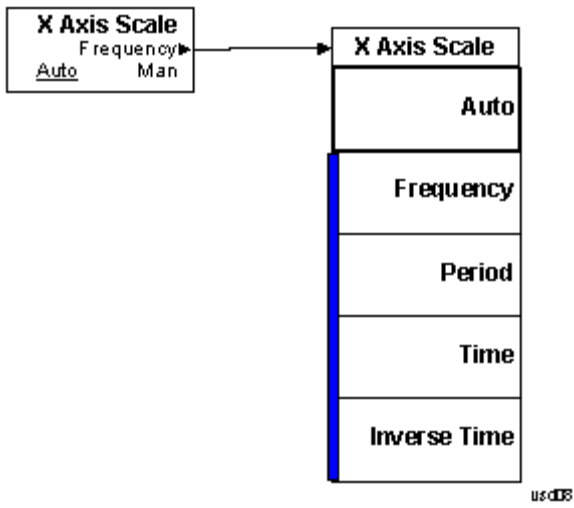 X Axis Scale
Frequency
Auto Man
X Axis Scale
Auto
Frequency
Period
Time
Inverse Time
usd08